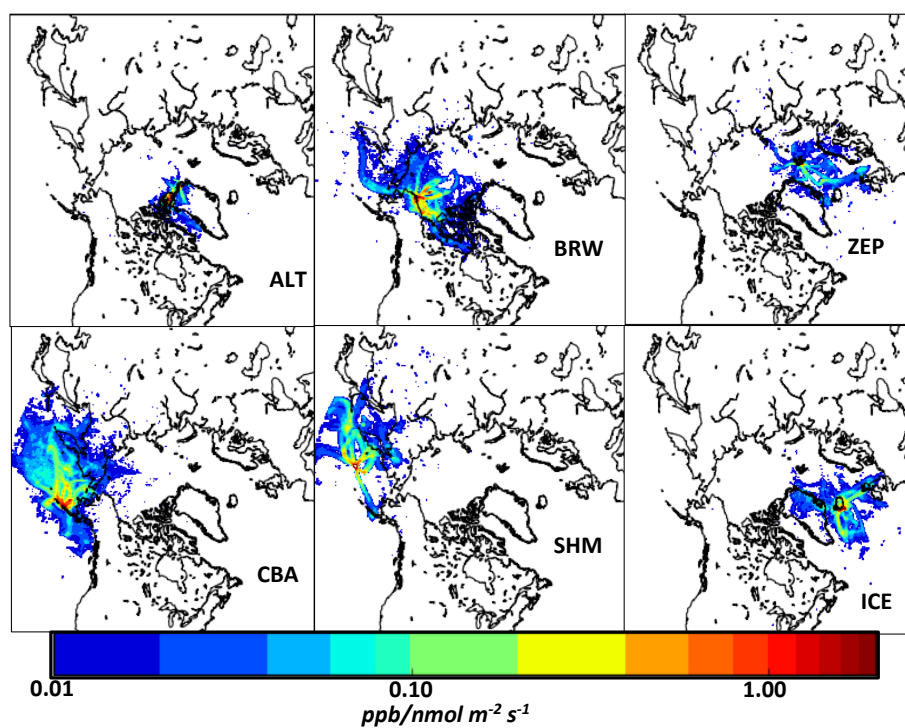 ALT
BRW
ZEP
CBA
SHM
ICE
0.01 0.10 1.00
ppb/nmol m⁻² s⁻¹